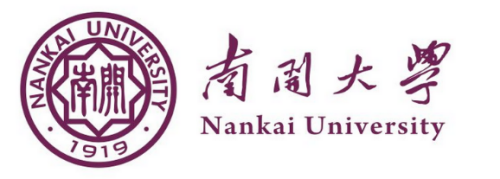 NANKAI UNIVERSITY
南開
1919
南開大學
Nankai University